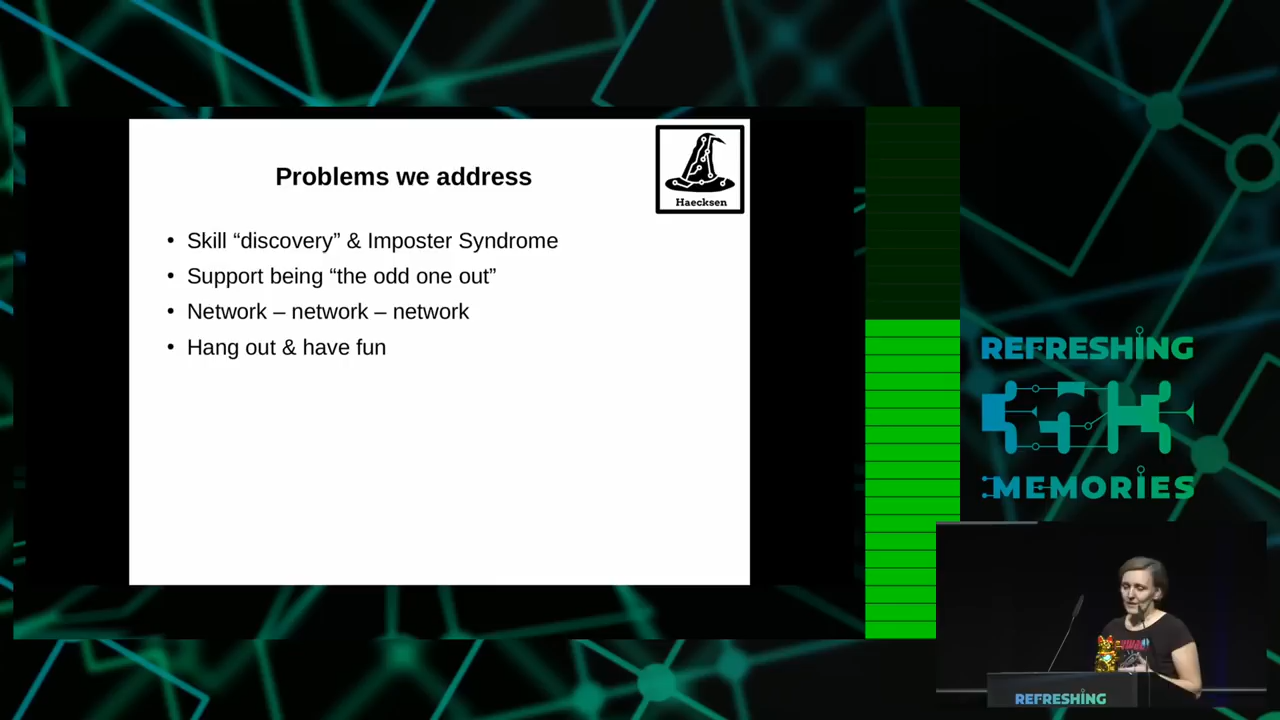 Problems we address
Haecksen
• Skill “discovery” & Imposter Syndrome
• Support being “the odd one out”
• Network – network – network
• Hang out & have fun
REFRESHING
MEMORIES
REFRESHING